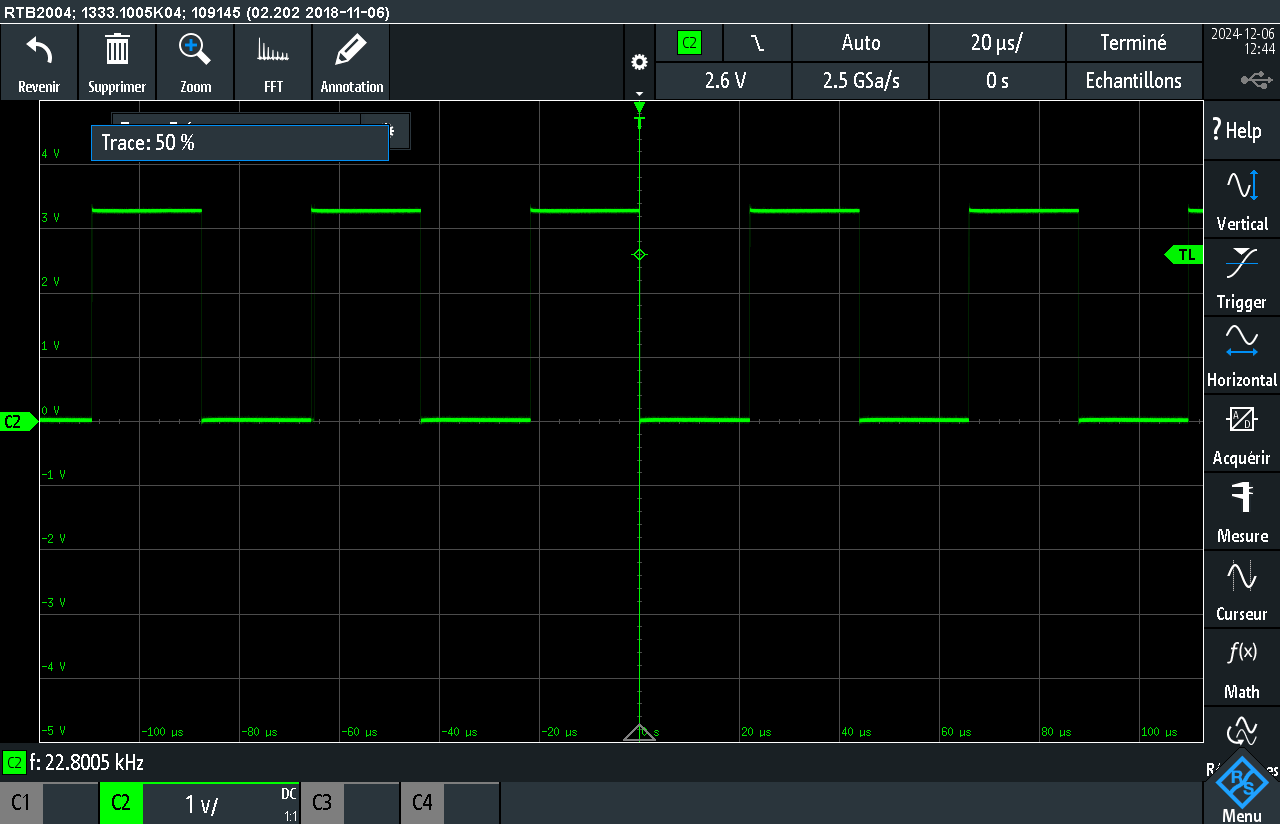 RTB2004; 1333.1005K04; 109145 (02.202 2018-11-06)
Revenir
Supprimer
Zoom
FFT
Annotation
C2
Auto
20 µs/
Terminé
2.6 V
2.5 GSa/s
0 s
Echantillons
2024-12-06
12:44
T
Trace: 50 %
? Help
Vertical
TL
Trigger
Horizontal
A/D
Acquérir
Mesure
Curseur
f(x)
Math
4 V
3 V
2 V
1 V
0 V
C2
-1 V
-2 V
-3 V
-4 V
-5 V
-100 µs
-80 µs
-60 µs
-40 µs
-20 µs
s
20 µs
40 µs
60 µs
80 µs
100 µs
C2 f: 22.8005 kHz
C1
C2
1 v/
DC
1:1
C3
C4
R&S
Menu